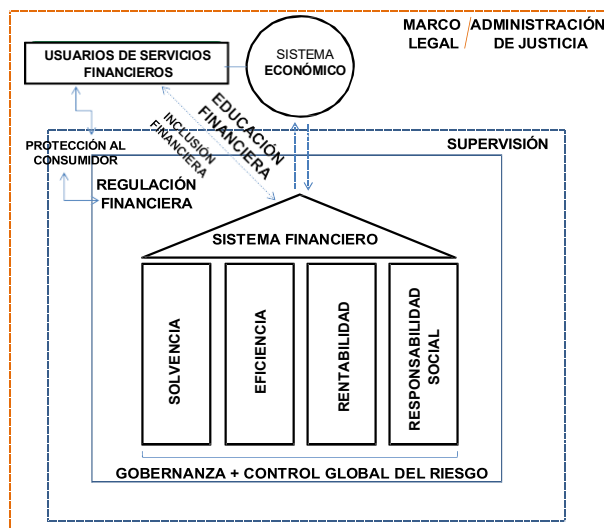 MARCO LEGAL / ADMINISTRACIÓN DE JUSTICIA
USUARIOS DE SERVICIOS
FINANCIEROS
SISTEMA
ECONÓMICO
EDUCACIÓN
FINANCIERA
INCLUSIÓN
FINANCIERA
PROTECCIÓN AL
CONSUMIDOR
SUPERVISIÓN
REGULACIÓN
FINANCIERA
SISTEMA FINANCIERO
SOLVENCIA
EFICIENCIA
RENTABILIDAD
RESPONSABILIDAD
SOCIAL
GOBERNANZA + CONTROL GLOBAL DEL RIESGO